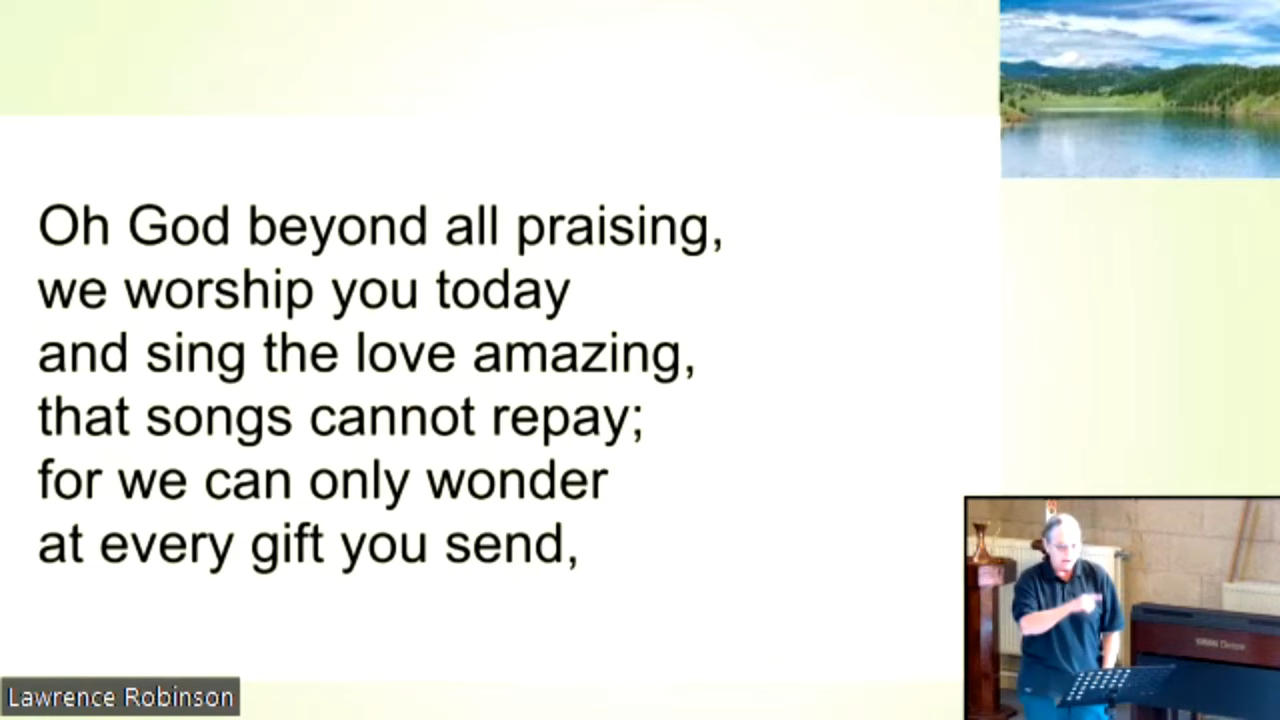 Oh God beyond all praising,
we worship you today
and sing the love amazing,
that songs cannot repay;
for we can only wonder
at every gift you send,
Lawrence Robinson
YAMAHA